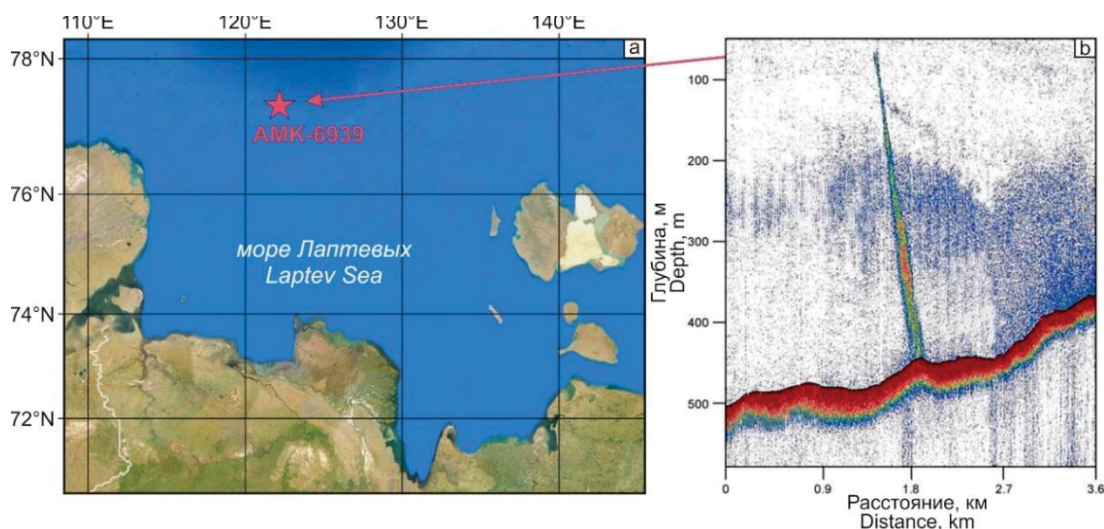 110°E 120°E 130°E 140°E
a
b
78°N
76°N
74°N
72°N
АМК-6939
море Лаптевых
Laptev Sea
Глубина, м
Depth, m
100
200
300
400
500
0 0.9 1.8 2.7 3.6
Расстояние, км
Distance, km